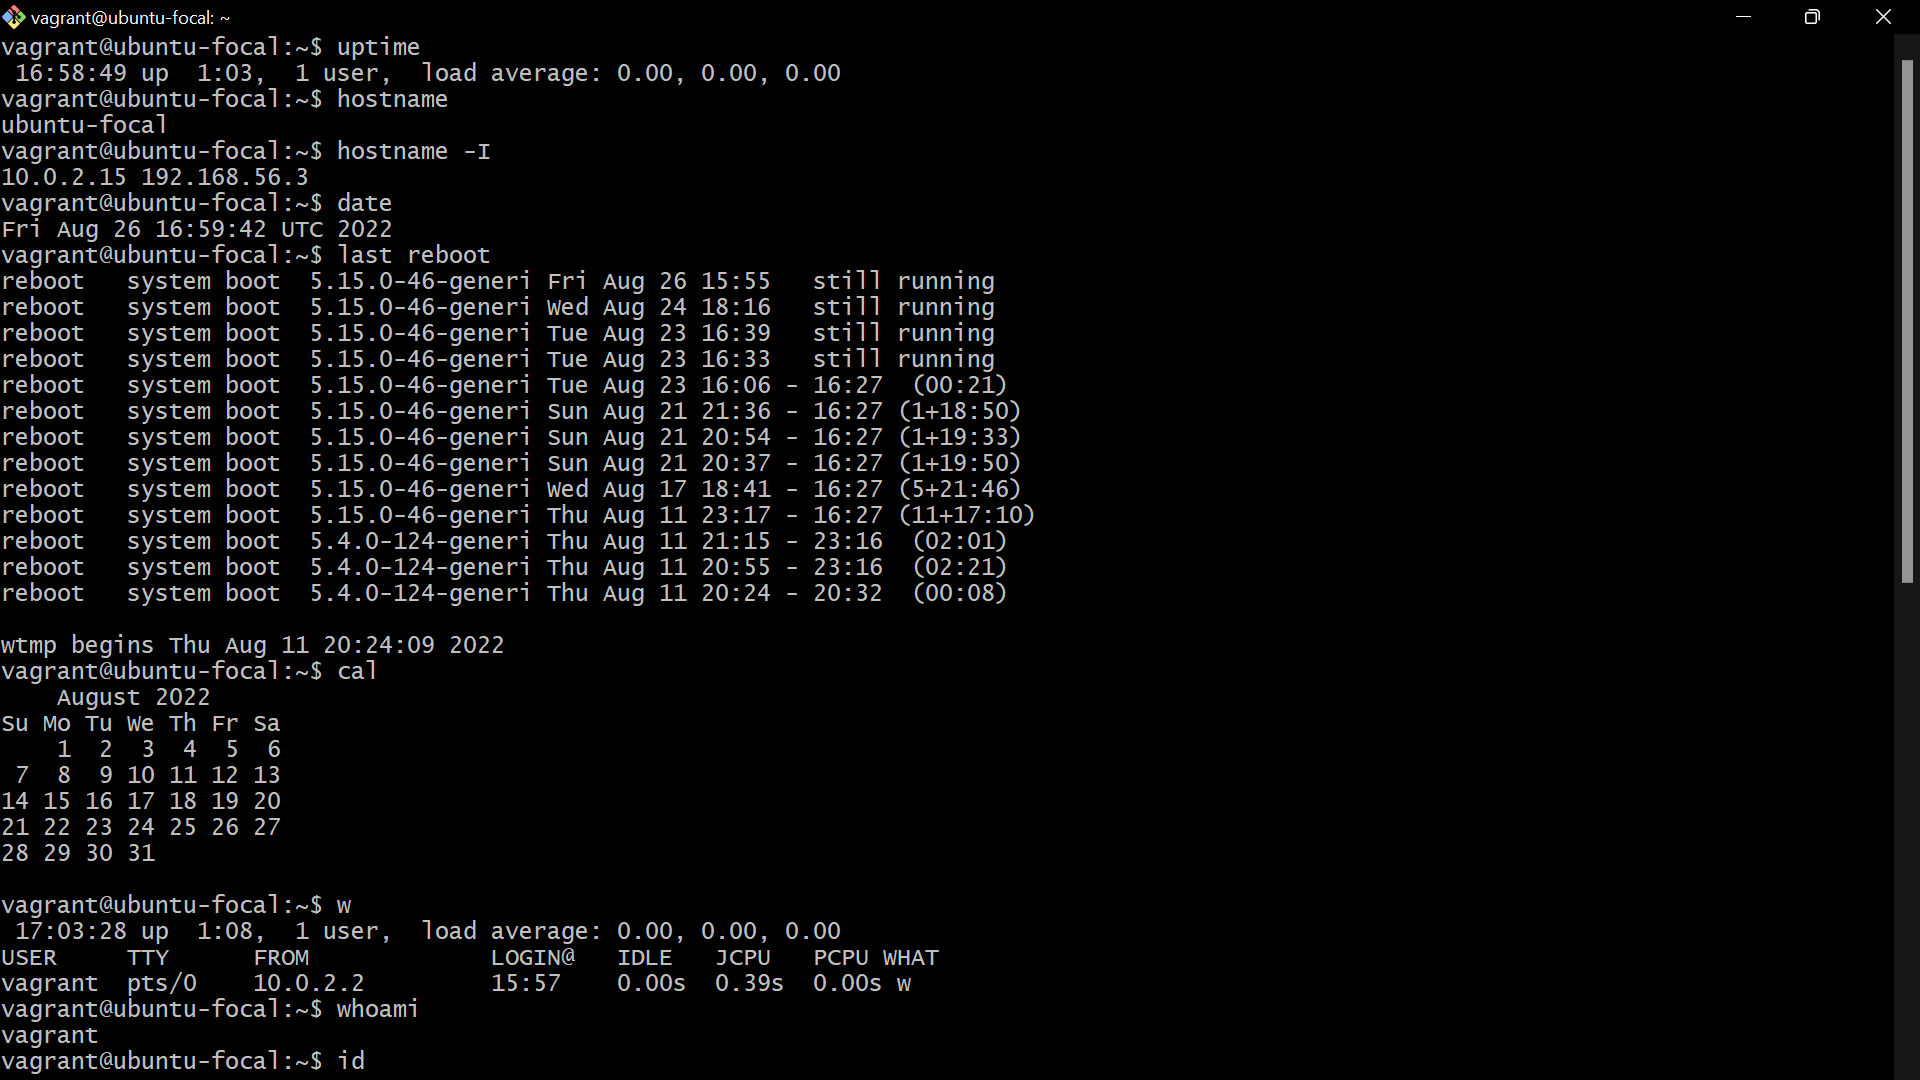 vagrant@ubuntu-focal: ~
vagrant@ubuntu-focal:~$ uptime
 16:58:49 up  1:03,  1 user,  load average: 0.00, 0.00, 0.00
vagrant@ubuntu-focal:~$ hostname
ubuntu-focal
vagrant@ubuntu-focal:~$ hostname -I
10.0.2.15 192.168.56.3
vagrant@ubuntu-focal:~$ date
Fri Aug 26 16:59:42 UTC 2022
vagrant@ubuntu-focal:~$ last reboot
reboot   system boot  5.15.0-46-generi Fri Aug 26 15:55   still running
reboot   system boot  5.15.0-46-generi Wed Aug 24 18:16   still running
reboot   system boot  5.15.0-46-generi Tue Aug 23 16:39   still running
reboot   system boot  5.15.0-46-generi Tue Aug 23 16:33   still running
reboot   system boot  5.15.0-46-generi Tue Aug 23 16:06 - 16:27  (00:21)
reboot   system boot  5.15.0-46-generi Sun Aug 21 21:36 - 16:27 (1+18:50)
reboot   system boot  5.15.0-46-generi Sun Aug 21 20:54 - 16:27 (1+19:33)
reboot   system boot  5.15.0-46-generi Sun Aug 21 20:37 - 16:27 (1+19:50)
reboot   system boot  5.15.0-46-generi Wed Aug 17 18:41 - 16:27 (5+21:46)
reboot   system boot  5.15.0-46-generi Thu Aug 11 23:17 - 16:27 (11+17:10)
reboot   system boot  5.4.0-124-generi Thu Aug 11 21:15 - 23:16  (02:01)
reboot   system boot  5.4.0-124-generi Thu Aug 11 20:55 - 23:16  (02:21)
reboot   system boot  5.4.0-124-generi Thu Aug 11 20:24 - 20:32  (00:08)

wtmp begins Thu Aug 11 20:24:09 2022
vagrant@ubuntu-focal:~$ cal
    August 2022
Su Mo Tu We Th Fr Sa
    1  2  3  4  5  6
 7  8  9 10 11 12 13
14 15 16 17 18 19 20
21 22 23 24 25 26 27
28 29 30 31

vagrant@ubuntu-focal:~$ w
 17:03:28 up  1:08,  1 user,  load average: 0.00, 0.00, 0.00
USER     TTY      FROM             LOGIN@   IDLE   JCPU   PCPU WHAT
vagrant  pts/0    10.0.2.2         15:57    0.00s  0.39s  0.00s w
vagrant@ubuntu-focal:~$ whoami
vagrant
vagrant@ubuntu-focal:~$ id